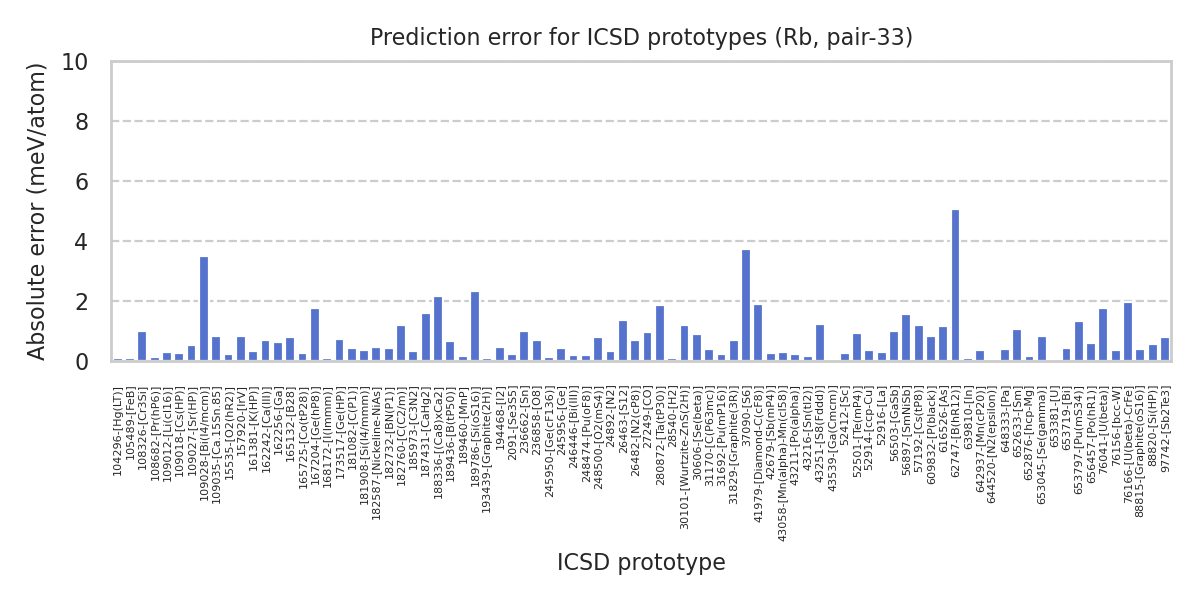 Prediction error for ICSD prototypes (Rb, pair-33)
Absolute error (meV/atom)
10
8
6
4
2
0
104296-[Hg(LT)]
105489-[FeB]
108326-[Cr3Si]
108682-[Pr(hP6)]
109012-[Li(cI16)]
109018-[Cs(HP)]
109027-[Sr(HP)]
109028-[Bi(I4/mcm)]
109035-[Ca.15Sn.85]
15535-[O2(hR2)]
157920-[IrV]
161381-[K(HP)]
162242-[Ca(III)]
162256-[Ga]
165132-[B28]
165725-[Co(tP28)]
167204-[Ge(hP8)]
168172-[I(Immm)]
173517-[Ge(HP)]
181082-[C(P1)]
181908-[Si(I4/mmm)]
182587-[Nickeline-NiAs]
182732-[BN(P1)]
182760-[C(C2/m)]
185973-[C3N2]
187431-[CaHg2]
188336-[(Ca8)xCa2]
189436-[B(tP50)]
189460-[MnP]
189786-[Si(oS16)]
193439-[Graphite(2H)]
194468-[I2]
2091-[Se3S5]
236662-[Sn]
236858-[O8]
245950-[Ge(cF136)]
245956-[Ge]
246446-[Bi(III)]
248474-[Pu(oF8)]
248500-[O2(mS4)]
24892-[N2]
26463-[S12]
26482-[N2(cP8)]
27249-[CO]
280872-[Ta(tP30)]
28540-[H2]
30101-[Wurtzite-ZnS(2H)]
30606-[Se(beta)]
31170-[C(P63mc)]
31692-[Pu(mP16)]
31829-[Graphite(3R)]
37090-[S6]
41979-[Diamond-C(cF8)]
42679-[Sb(mP4)]
43058-[Mn(alpha)-Mn(cI58)]
43211-[Po(alpha)]
43216-[Sn(tI2)]
43251-[S8(Fddd)]
43539-[Ga(Cmcm)]
52412-[Sc]
52501-[Te(mP4)]
52914-[ccp-Cu]
52916-[La]
56503-[GaSb]
56897-[SmNiSb]
57192-[Cs(tP8)]
609832-[P(black)]
616526-[As]
62747-[B(hR12)]
639810-[In]
642937-[Mn(cP20)]
644520-[N2(epsilon)]
648333-[Pa]
652633-[Sm]
652876-[hcp-Mg]
653045-[Se(gamma)]
653381-[U]
653719-[Bi]
653797-[Pu(mS34)]
656457-[Po(hR1)]
76041-[U(beta)]
76156-[bcc-W]
76166-[U(beta)-CrFe]
88815-[Graphite(oS16)]
88820-[Si(HP)]
97742-[Sb2Te3]
ICSD prototype